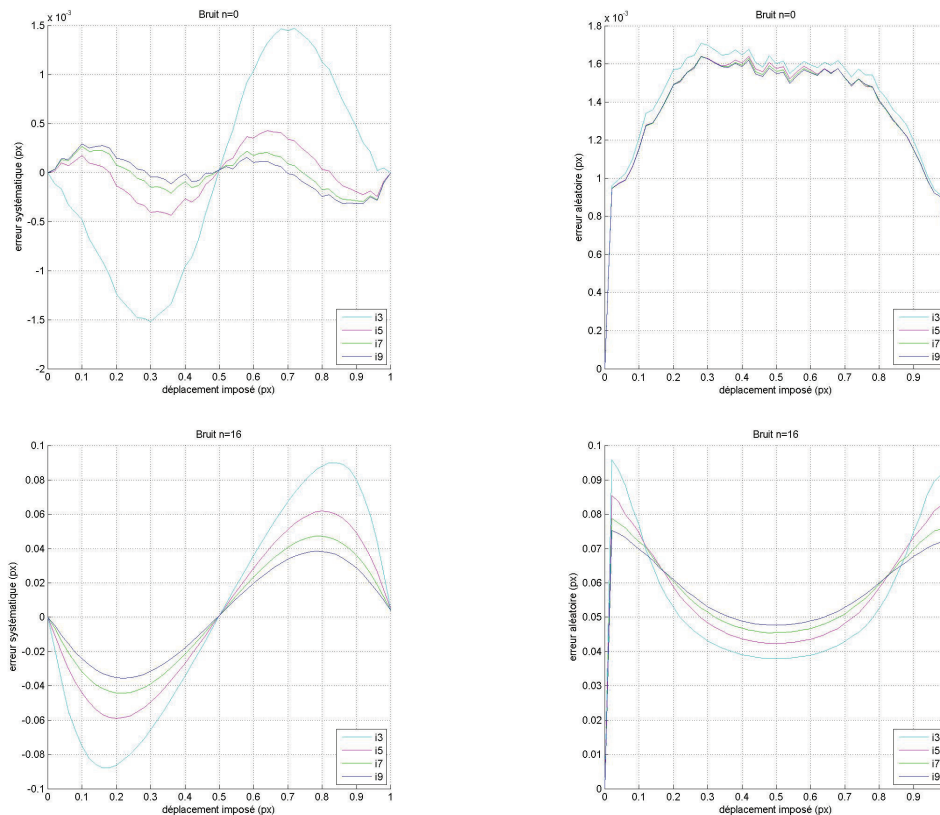 Bruit n=0
x 10⁻³
erreur systématique (px)
1.5
1
0.5
0
-0.5
-1
-1.5
-2
0 0.1 0.2 0.3 0.4 0.5 0.6 0.7 0.8 0.9 1
déplacement imposé (px)
i3
i5
i7
i9
Bruit n=0
x 10⁻³
erreur aléatoire (px)
1.8
1.6
1.4
1.2
1
0.8
0.6
0.4
0.2
0
0 0.1 0.2 0.3 0.4 0.5 0.6 0.7 0.8 0.9
déplacement imposé (px)
i3
i5
i7
i9
Bruit n=16
erreur systématique (px)
0.1
0.08
0.06
0.04
0.02
0
-0.02
-0.04
-0.06
-0.08
-0.1
0 0.1 0.2 0.3 0.4 0.5 0.6 0.7 0.8 0.9 1
déplacement imposé (px)
i3
i5
i7
i9
Bruit n=16
erreur aléatoire (px)
0.1
0.09
0.08
0.07
0.06
0.05
0.04
0.03
0.02
0.01
0
0 0.1 0.2 0.3 0.4 0.5 0.6 0.7 0.8 0.9
déplacement imposé (px)
i3
i5
i7
i9